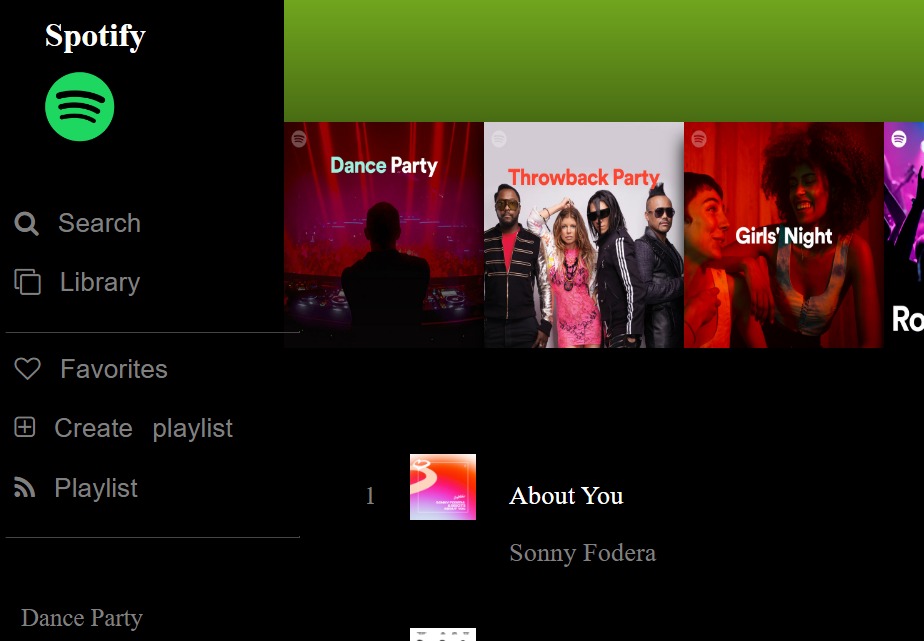 Spotify
Search
Library
Favorites
Create playlist
Playlist
Dance Party
Dance Party
Throwback Party
Girls' Night
Ro
1
About You
Sonny Fodera